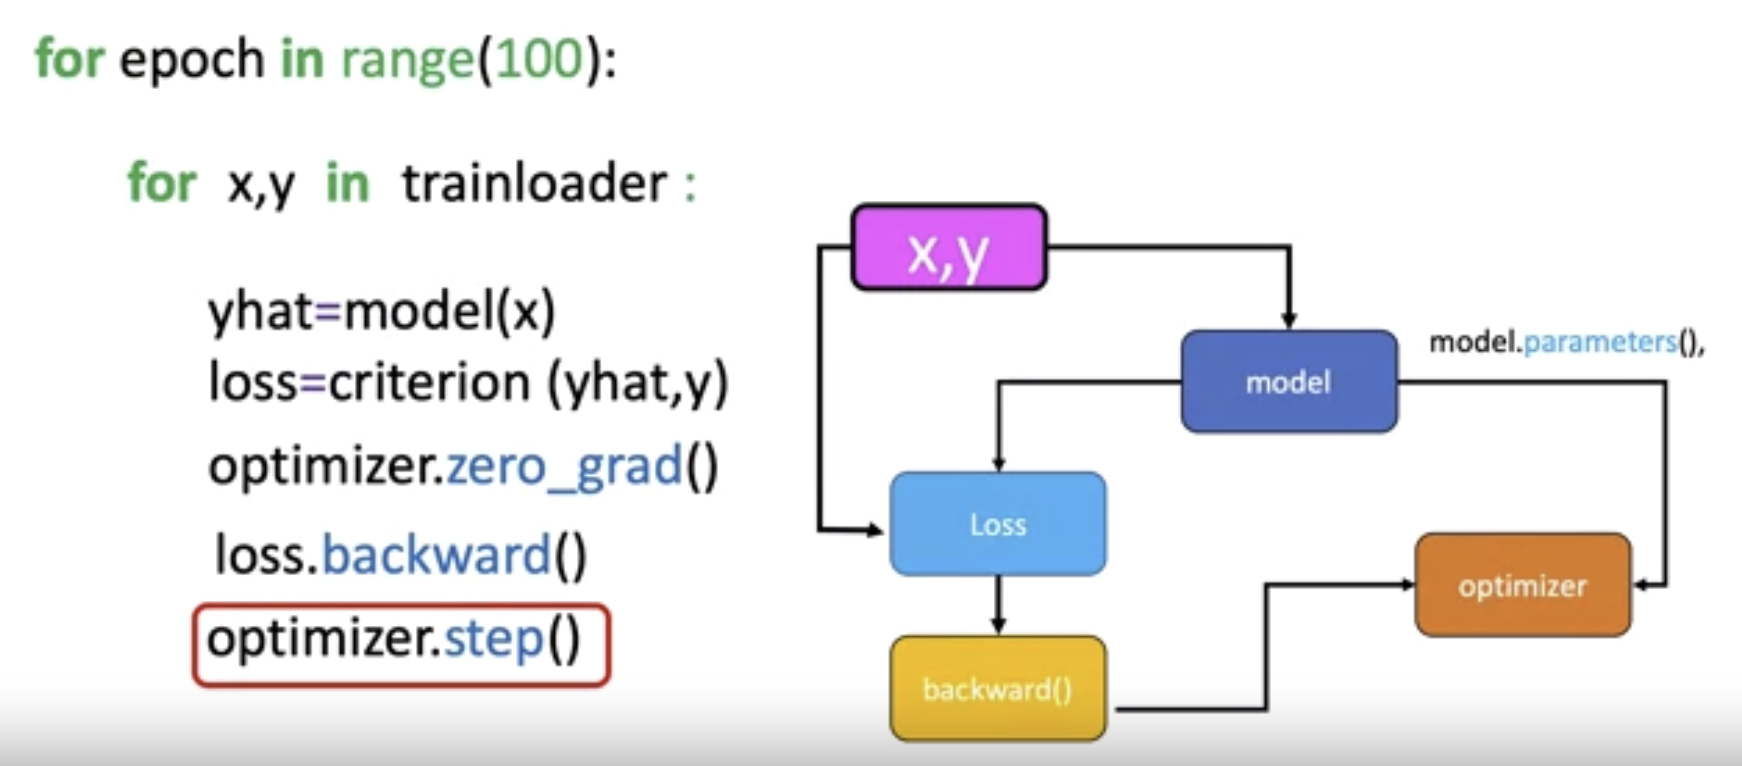 for epoch in range(100):
for x,y in trainloader :
yhat=model(x)
loss=criterion (yhat,y)
optimizer.zero_grad()
loss.backward()
optimizer.step()
x,y
model.parameters(),
model
Loss
optimizer
backward()